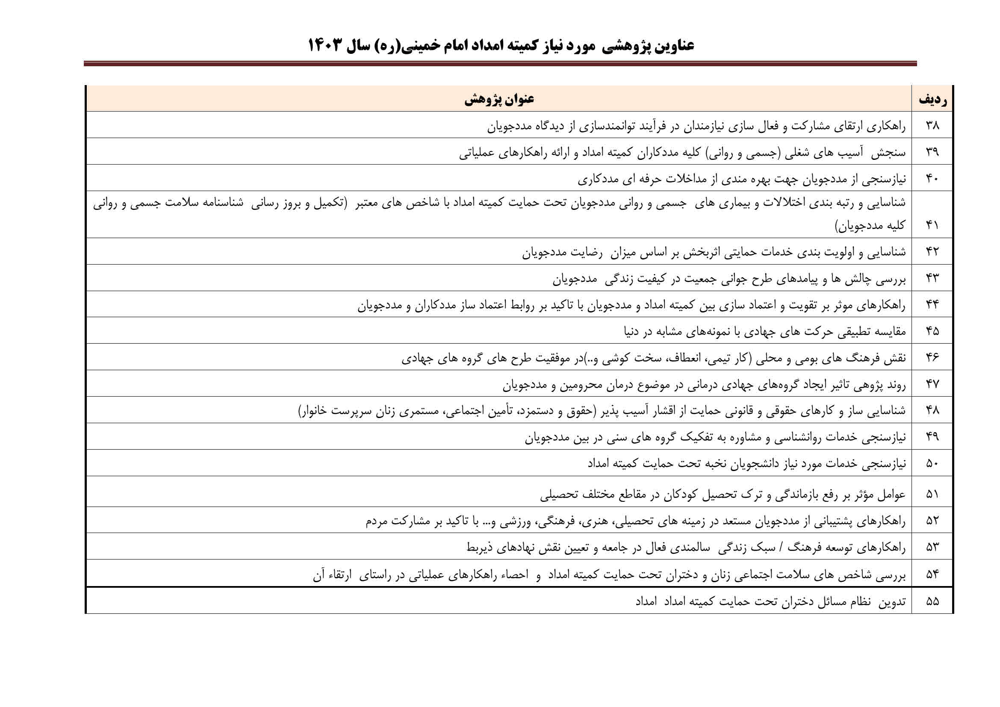 عناوین پژوهشی مورد نیاز کمیته امداد امام خمینی(ره) سال ۱۴۰۳
ردیف عنوان پژوهش
۳۸ راهکاری ارتقای مشارکت و فعال سازی نیازمندان در فرآیند توانمندسازی از دیدگاه مددجویان
۳۹ سنجش آسیب های شغلی (جسمی و روانی) کلیه مددکاران کمیته امداد و ارائه راهکارهای عملیاتی
۴۰ نیازسنجی از مددجویان جهت بهره مندی از مداخلات حرفه ای مددکاری
شناسایی و رتبه بندی اختلالات و بیماری های جسمی و روانی مددجویان تحت حمایت کمیته امداد با شاخص های معتبر (تکمیل و بروز رسانی شناسنامه سلامت جسمی و روانی
۴۱ کلیه مددجویان)
۴۲ شناسایی و اولویت بندی خدمات حمایتی اثربخش بر اساس میزان رضایت مددجویان
۴۳ بررسی چالش ها و پیامدهای طرح جوانی جمعیت در کیفیت زندگی مددجویان
۴۴ راهکارهای موثر بر تقویت و اعتماد سازی بین کمیته امداد و مددجویان با تاکید بر روابط اعتماد ساز مددکاران و مددجویان
۴۵ مقایسه تطبیقی حرکت های جهادی با نمونه‌های مشابه در دنیا
۴۶ نقش فرهنگ های بومی و محلی (کار تیمی، انعطاف، سخت کوشی و..)در موفقیت طرح های گروه های جهادی
۴۷ روند پژوهی تاثیر ایجاد گروه‌های جهادی درمانی در موضوع درمان محرومین و مددجویان
۴۸ شناسایی ساز و کارهای حقوقی و قانونی حمایت از اقشار آسیب پذیر (حقوق و دستمزد، تأمین اجتماعی، مستمری زنان سرپرست خانوار)
۴۹ نیازسنجی خدمات روانشناسی و مشاوره به تفکیک گروه های سنی در بین مددجویان
۵۰ نیازسنجی خدمات مورد نیاز دانشجویان نخبه تحت حمایت کمیته امداد
۵۱ عوامل مؤثر بر رفع بازماندگی و ترک تحصیل کودکان در مقاطع مختلف تحصیلی
۵۲ راهکارهای پشتیبانی از مددجویان مستعد در زمینه های تحصیلی، هنری، فرهنگی، ورزشی و... با تاکید بر مشارکت مردم
۵۳ راهکارهای توسعه فرهنگ / سبک زندگی سالمندی فعال در جامعه و تعیین نقش نهادهای ذیربط
۵۴ بررسی شاخص های سلامت اجتماعی زنان و دختران تحت حمایت کمیته امداد و احصاء راهکارهای عملیاتی در راستای ارتقاء آن
۵۵ تدوین نظام مسائل دختران تحت حمایت کمیته امداد امداد